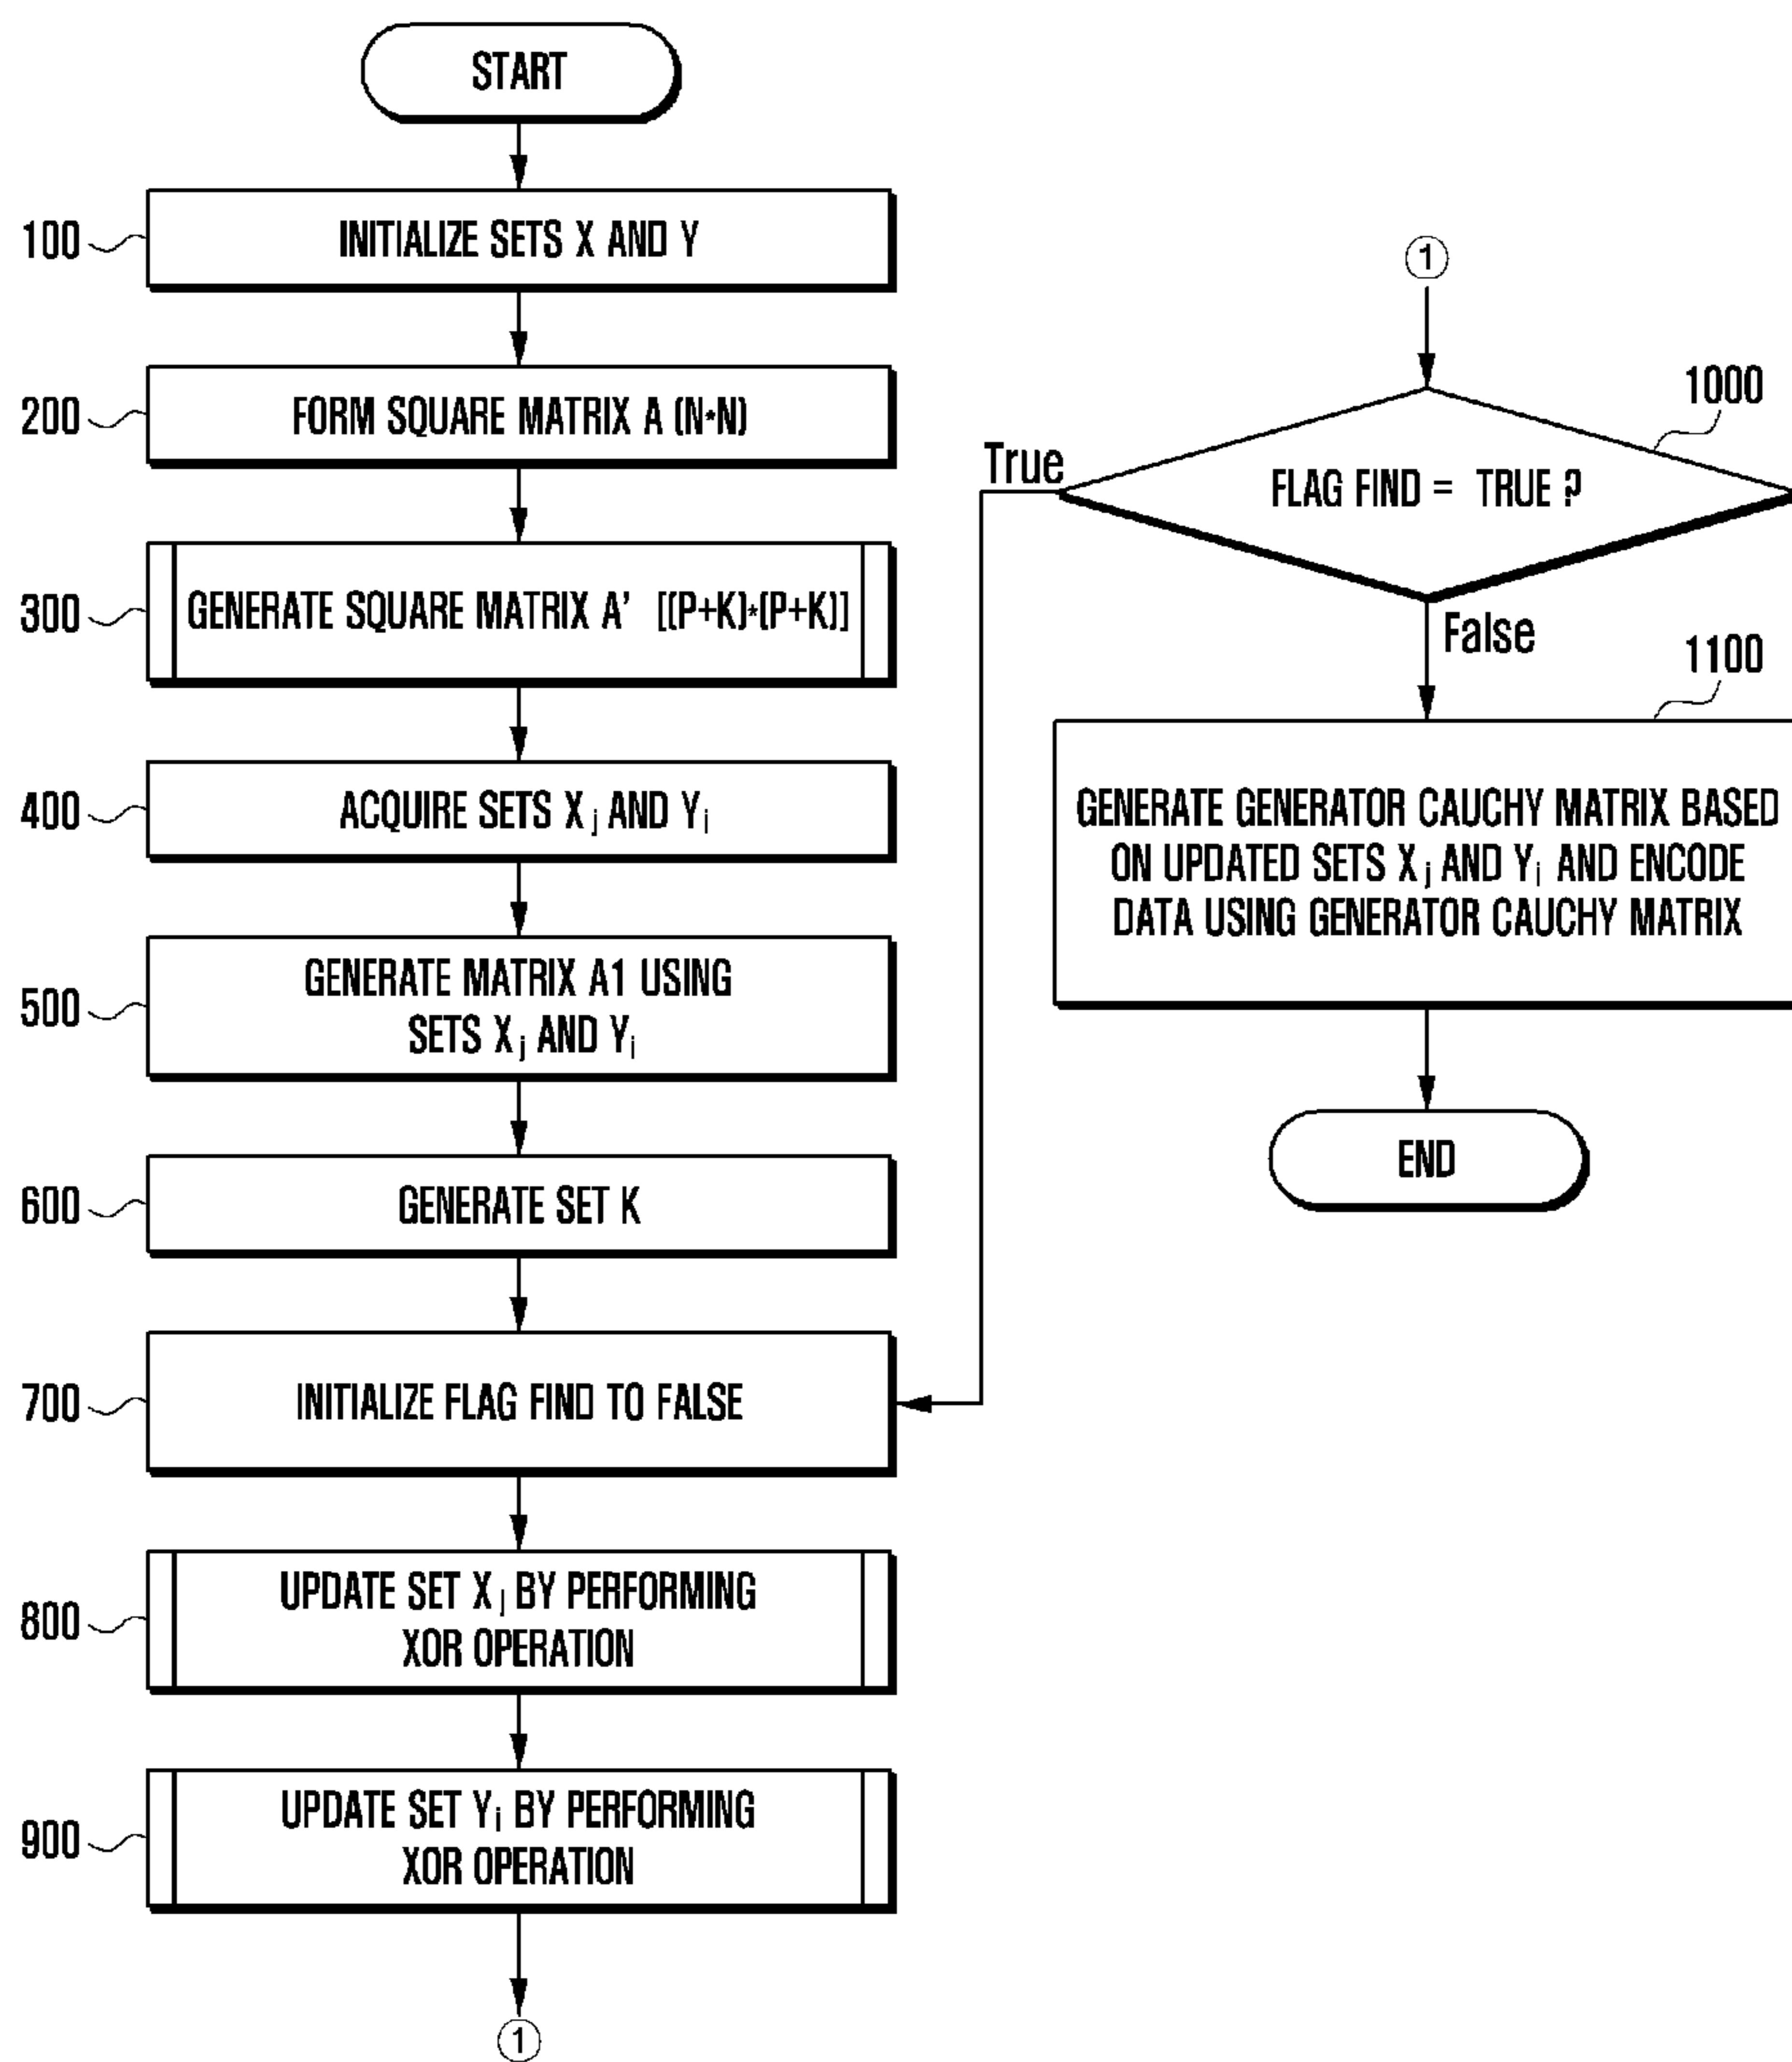 START
100
INITIALIZE SETS X AND Y
200
FORM SQUARE MATRIX A (N*N)
300
GENERATE SQUARE MATRIX A' [(P+K)*(P+K)]
400
ACQUIRE SETS Xj AND Yi
500
GENERATE MATRIX A1 USING
SETS Xj AND Yi
600
GENERATE SET K
700
INITIALIZE FLAG FIND TO FALSE
800
UPDATE SET Xj BY PERFORMING
XOR OPERATION
900
UPDATE SET Yi BY PERFORMING
XOR OPERATION
1
1
1000
True
FLAG FIND = TRUE ?
False
1100
GENERATE GENERATOR CAUCHY MATRIX BASED
ON UPDATED SETS Xj AND Yi AND ENCODE
DATA USING GENERATOR CAUCHY MATRIX
END